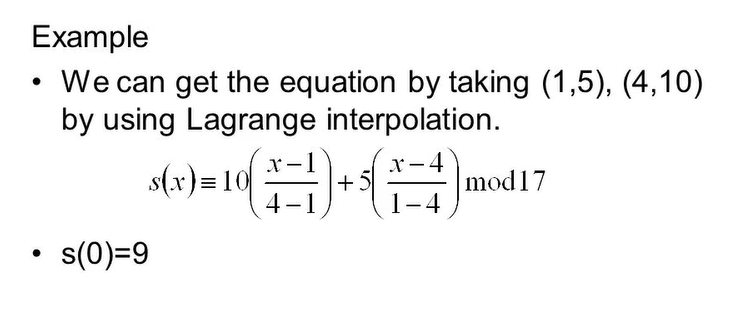 Example
• We can get the equation by taking (1,5), (4,10)
by using Lagrange interpolation.
s(x)≡10((x−1)/(4−1))+5((x−4)/(1−4))mod17
• s(0)=9